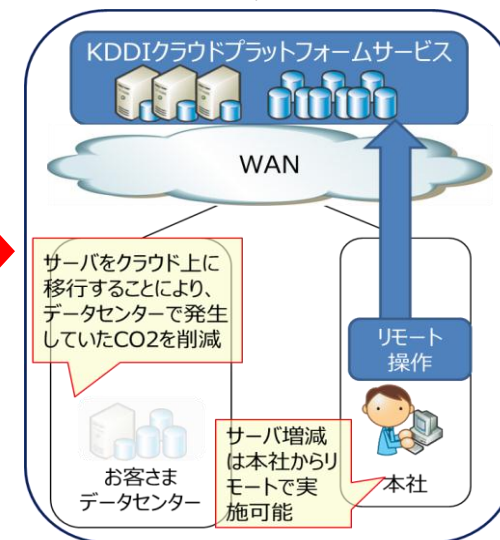 KDDIクラウドプラットフォームサービス
WAN
サーバをクラウド上に
移行することにより、
データセンターで発生
していたCO2を削減
リモート
操作
お客さま
データセンター
サーバ増減
は本社からリ
モートで実
施可能
本社